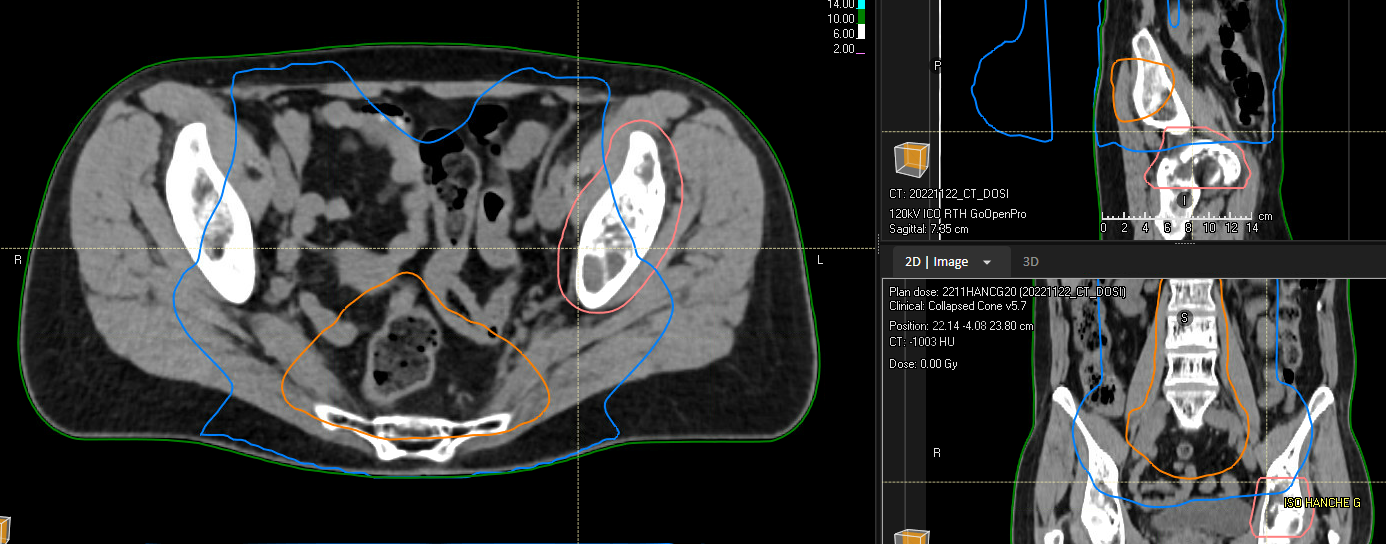 14.00
10.00
6.00
2.00
R
L
P
CT: 20221122_CT_DOSI
120kV ICO RTH GoOpenPro
Sagittal: 7.35 cm
I
0 2 4 6 8 10 12 14 cm
2D | Image 3D
Plan dose: 2211HANCG20 (20221122_CT_DOSI)
Clinical: Collapsed Cone v5.7
Position: 22.14 -4.08 23.80 cm
CT: -1003 HU
Dose: 0.00 Gy
S
R
ISO HANCHE G